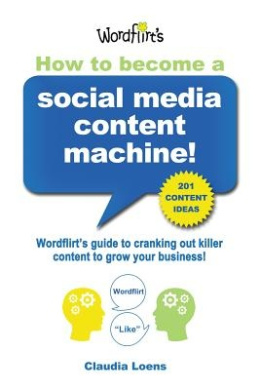 Wordflirt's
How to become a
social media
content
machine!
201
CONTENT
IDEAS
Wordflirt's guide to cranking out killer
content to grow your business!
Wordflirt
"Like"
Claudia Loens